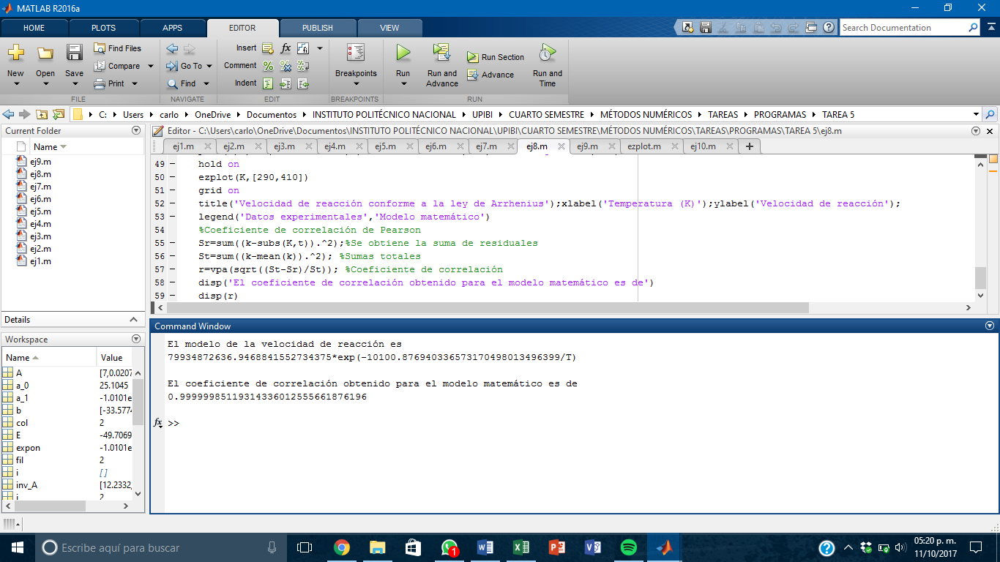 MATLAB R2016a
HOME PLOTS APPS EDITOR PUBLISH VIEW
Search Documentation
New Open Save Find Files Compare Print
FILE
Go To Find
NAVIGATE
Insert Comment Indent
EDIT
Breakpoints
BREAKPOINTS
Run Run and Advance Run Section Advance Run and Time
RUN
C: Users carlo OneDrive Documentos INSTITUTO POLITÉCNICO NACIONAL UPIBI CUARTO SEMESTRE MÉTODOS NUMÉRICOS TAREAS PROGRAMAS TAREA 5
Current Folder
Name
ej9.m
ej8.m
ej7.m
ej6.m
ej5.m
ej4.m
ej3.m
ej2.m
ej1.m
Details
Workspace
Name Value
A [7,0.0207
a_0 25.1045
a_1 -1.0101e
b [-33.5774
col 2
E -49.7069
expon -1.0101e
fil 2
i []
inv_A [12.2332,
i 2
Editor - C:\Users\carlo\OneDrive\Documentos\INSTITUTO POLITÉCNICO NACIONAL\UPIBI\CUARTO SEMESTRE\MÉTODOS NUMÉRICOS\TAREAS\PROGRAMAS\TAREA 5\ej8.m
ej1.m ej2.m ej3.m ej4.m ej5.m ej6.m ej7.m ej8.m ej9.m ezplot.m ej10.m
49 – hold on
50 – ezplot(K,[290,410])
51 – grid on
52 – title('Velocidad de reacción conforme a la ley de Arrhenius');xlabel('Temperatura (K)');ylabel('Velocidad de reacción');
53 – legend('Datos experimentales','Modelo matemático')
54 %Coeficiente de correlación de Pearson
55 – Sr=sum((k-subs(K,t)).^2);%Se obtiene la suma de residuales
56 – St=sum((k-mean(k)).^2); %Sumas totales
57 – r=vpa(sqrt((St-Sr)/St)); %Coeficiente de correlación
58 – disp('El coeficiente de correlación obtenido para el modelo matemático es de')
59 – disp(r)
Command Window
El modelo de la velocidad de reacción es
79934872636.9468841552734375*exp(-10100.876940336573170498013496399/T)
El coeficiente de correlación obtenido para el modelo matemático es de
0.99999985119314336012555661876196
fx >>
Escribe aquí para buscar
1
05:20 p. m.
11/10/2017